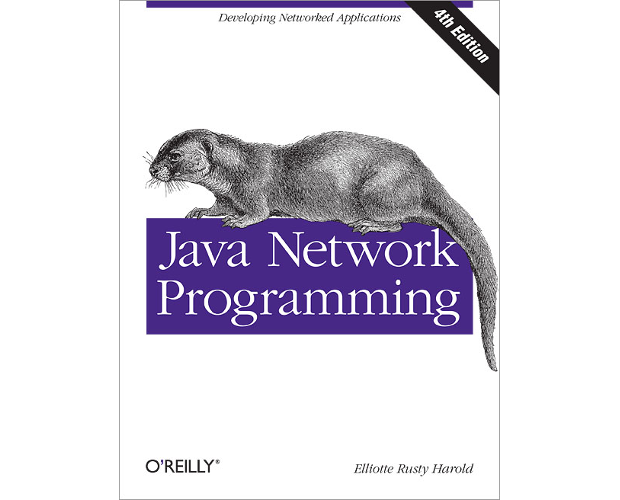 Developing Networked Applications
4th Edition
Java Network
Programming
O'REILLY®
Elliotte Rusty Harold